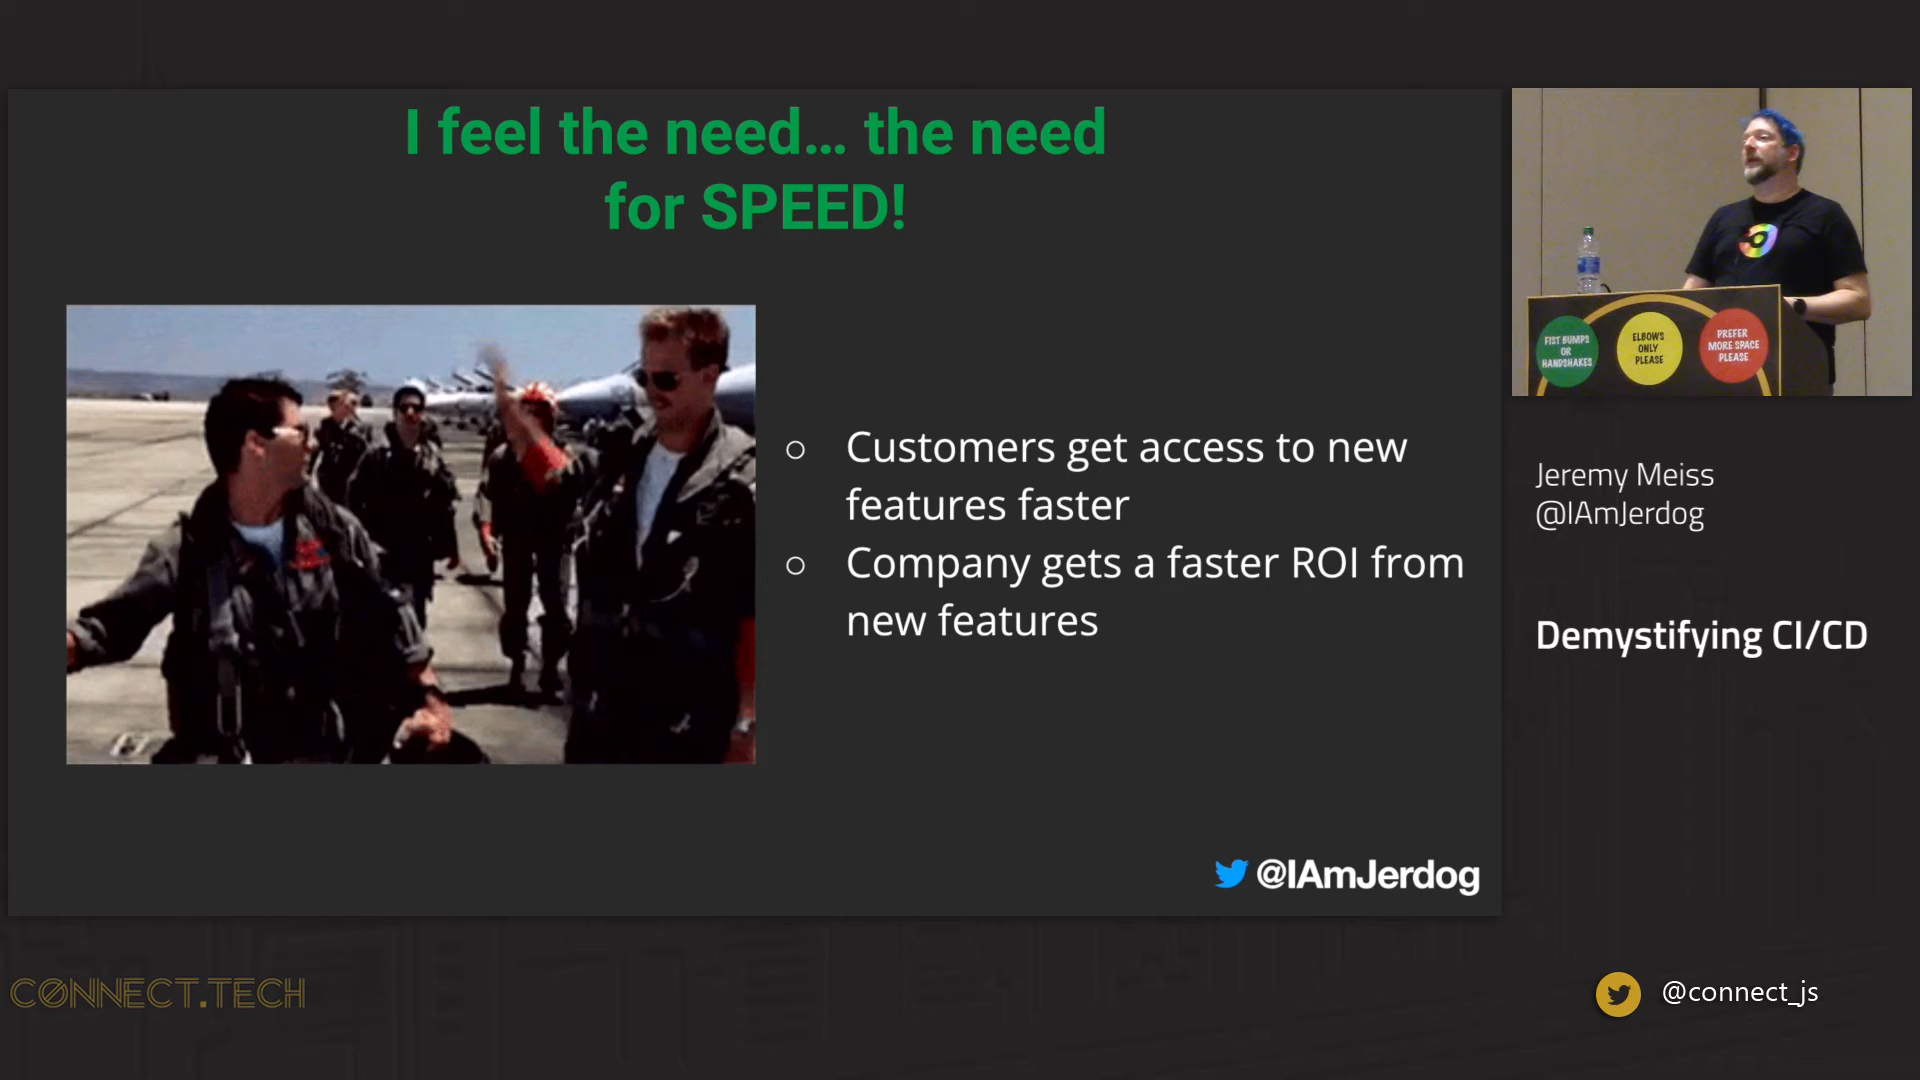 I feel the need... the need
for SPEED!
○ Customers get access to new
features faster
○ Company gets a faster ROI from
new features
@IAmJerdog
FIST BUMPS
OR
HANDSHAKES
ELBOWS
ONLY
PLEASE
PREFER
MORE SPACE
PLEASE
Jeremy Meiss
@IAmJerdog
Demystifying CI/CD
CONNECT.TECH
@connect_js